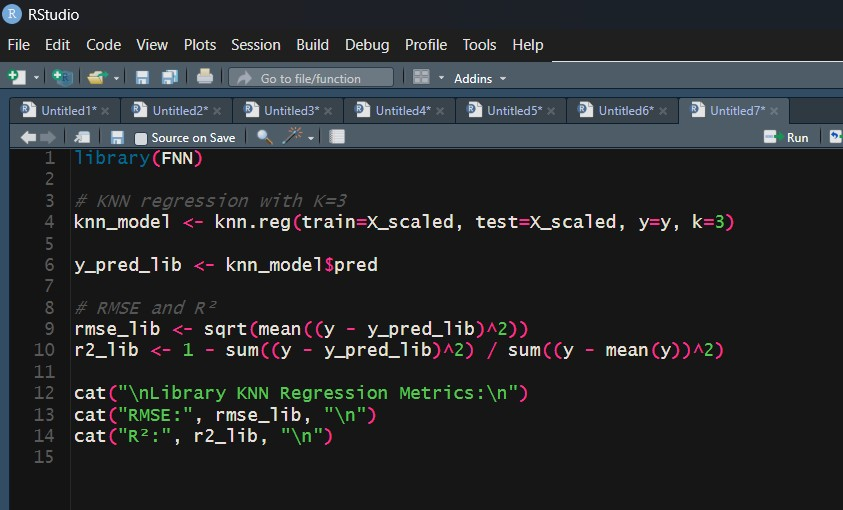 RStudio
File Edit Code View Plots Session Build Debug Profile Tools Help
Go to file/function Addins
Untitled1* Untitled2* Untitled3* Untitled4* Untitled5* Untitled6* Untitled7*
Source on Save Run
1 library(FNN)
2
3 # KNN regression with K=3
4 knn_model <- knn.reg(train=X_scaled, test=X_scaled, y=y, k=3)
5
6 y_pred_lib <- knn_model$pred
7
8 # RMSE and R²
9 rmse_lib <- sqrt(mean((y - y_pred_lib)^2))
10 r2_lib <- 1 - sum((y - y_pred_lib)^2) / sum((y - mean(y))^2)
11
12 cat("\nLibrary KNN Regression Metrics:\n")
13 cat("RMSE:", rmse_lib, "\n")
14 cat("R²:", r2_lib, "\n")
15